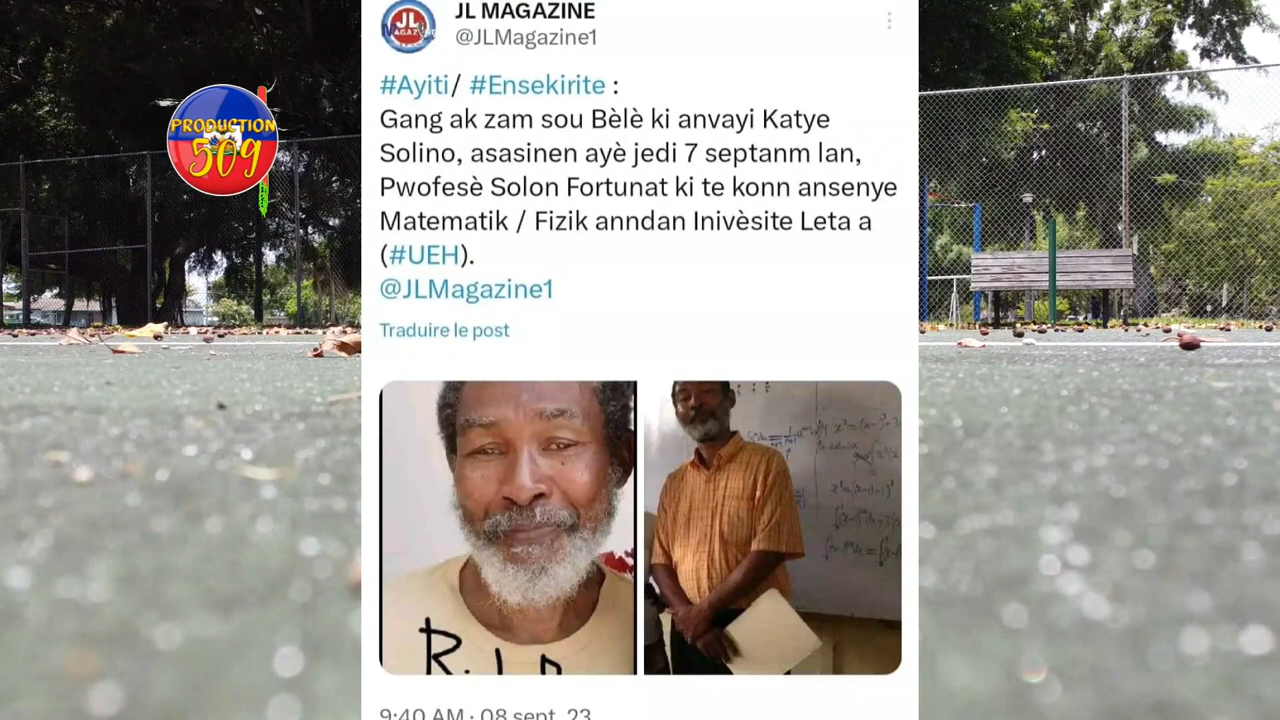 JL MAGAZINE
@JLMagazine1
#Ayiti/ #Ensekirite :
Gang ak zam sou Bèlè ki anvayi Katye
Solino, asasinen ayè jedi 7 septanm lan,
Pwofesè Solon Fortunat ki te konn ansenye
Matematik / Fizik anndan Inivèsite Leta a
(#UEH).
@JLMagazine1
Traduire le post
R.I.P
9:40 AM · 08 sept. 23
PRODUCTION
509